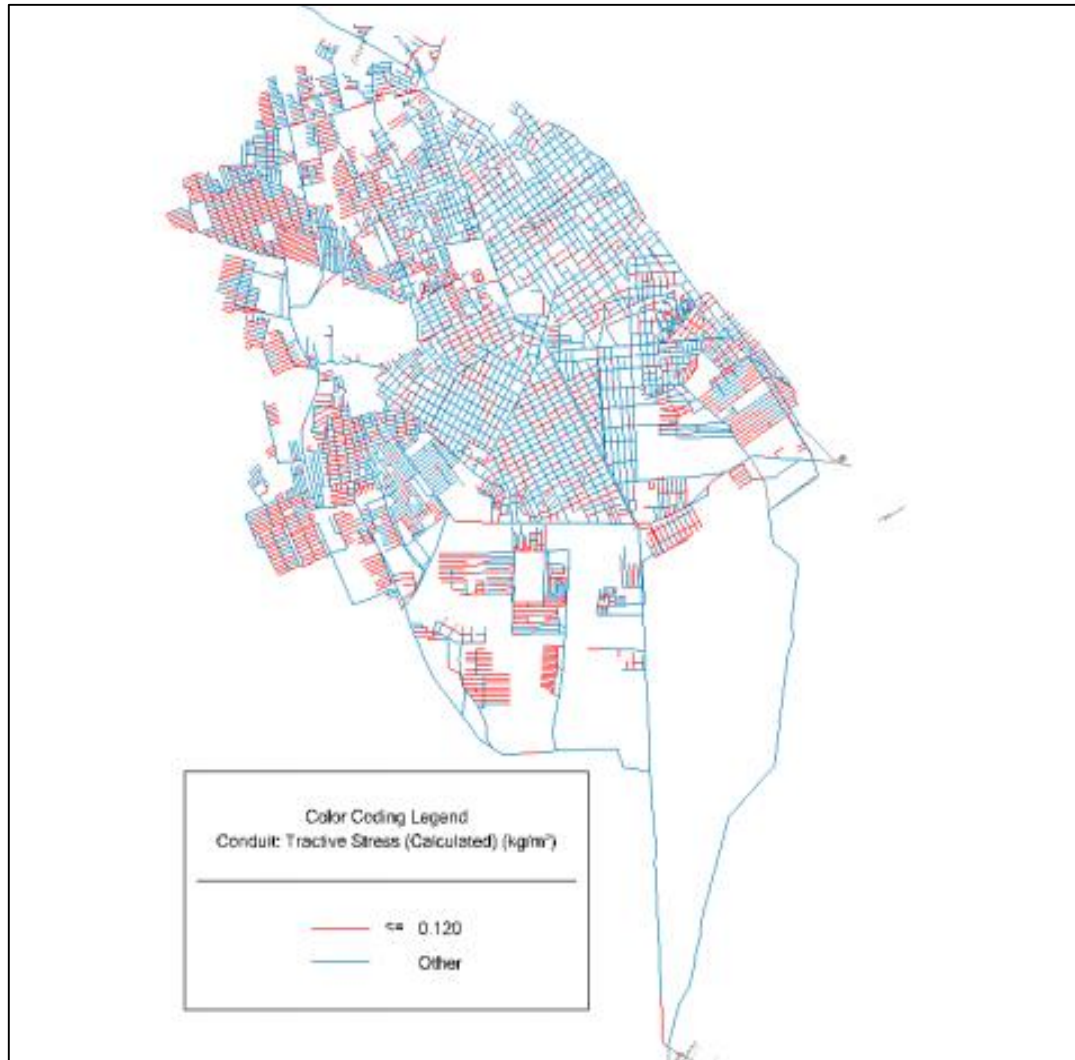 Color Coding Legend
Conduit: Tractive Stress (Calculated) (kg/m²)
<= 0.120
Other